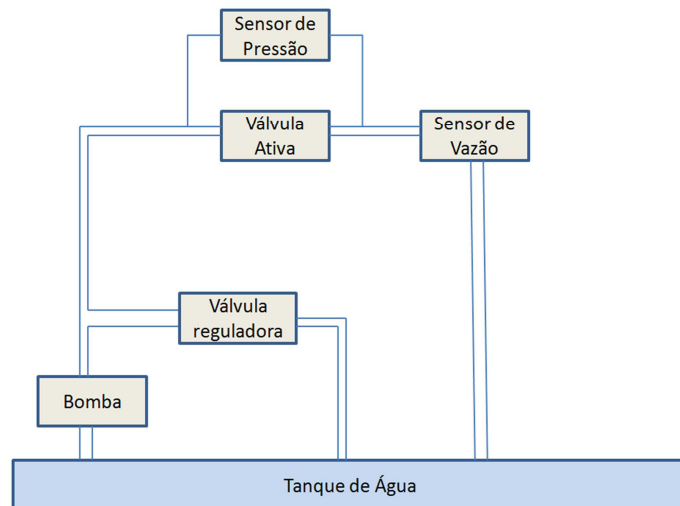 Sensor de
Pressão
Válvula
Ativa
Sensor de
Vazão
Válvula
reguladora
Bomba
Tanque de Água